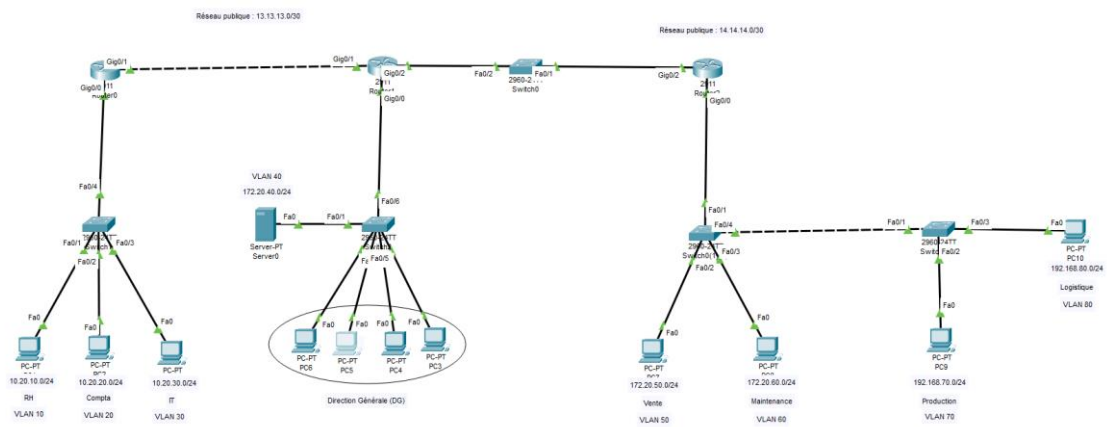 Réseau publique : 13.13.13.0/30
Réseau publique : 14.14.14.0/30
Gig0/1
Gig0/1
Gig0/2
Fa0/2
Fa0/1
Gig0/2
Gig0/0
Switch0
Gig0/0
Gig0/0
VLAN 40
172.20.40.0/24
Fa0/4
Fa0/6
Fa0/1
Fa0
Fa0/1
Fa0/4
Fa0/1
Fa0/3
Fa0
Server-PT
Server0
Fa0/1
Fa0/3
Fa0/2
Fa0/5
Fa0/3
Fa0/2
Fa0/2
PC-PT
PC10
192.168.80.0/24
Logistique
VLAN 80
Fa0
Fa0
Fa0
Fa0
Fa0
Fa0
Fa0
Fa0
Fa0
Fa0
PC-PT
PC-PT
PC-PT
PC-PT
PC6
PC-PT
PC5
PC-PT
PC4
PC-PT
PC3
PC-PT
PC-PT
PC-PT
PC9
10.20.10.0/24
10.20.20.0/24
10.20.30.0/24
172.20.50.0/24
172.20.60.0/24
192.168.70.0/24
RH
Compta
IT
Direction Générale (DG)
Vente
Maintenance
Production
VLAN 10
VLAN 20
VLAN 30
VLAN 50
VLAN 60
VLAN 70